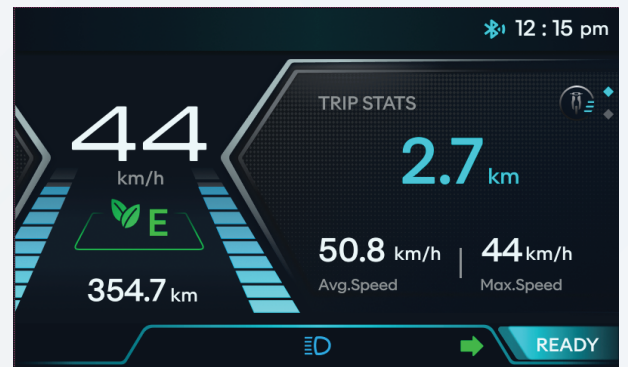 12 : 15 pm
44
km/h
E
354.7 km
TRIP STATS
2.7 km
50.8 km/h | 44 km/h
Avg.Speed Max.Speed
READY